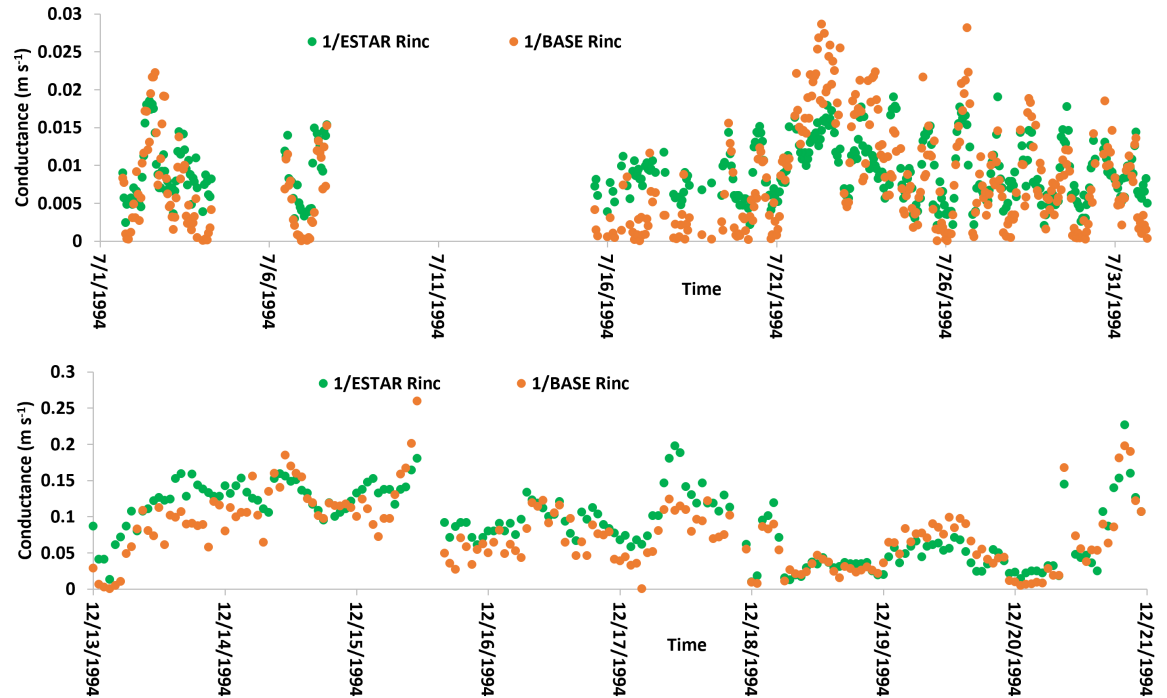 0.03
1/ESTAR Rinc 1/BASE Rinc
0.025
0.02
0.015
0.01
0.005
0
Conductance (m s-1)
7/1/1994 7/6/1994 7/11/1994 7/16/1994 7/21/1994 7/26/1994 7/31/1994
Time
0.3
1/ESTAR Rinc 1/BASE Rinc
0.25
0.2
0.15
0.1
0.05
0
Conductance (m s-1)
12/13/1994 12/14/1994 12/15/1994 12/16/1994 12/17/1994 12/18/1994 12/19/1994 12/20/1994 12/21/1994
Time